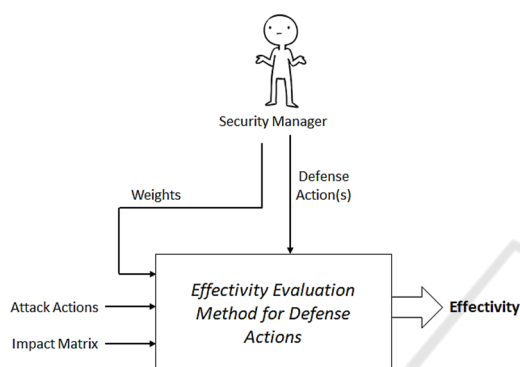 Security Manager
Defense
Action(s)
Weights
Effectivity Evaluation
Method for Defense
Actions
Attack Actions
Impact Matrix
Effectivity